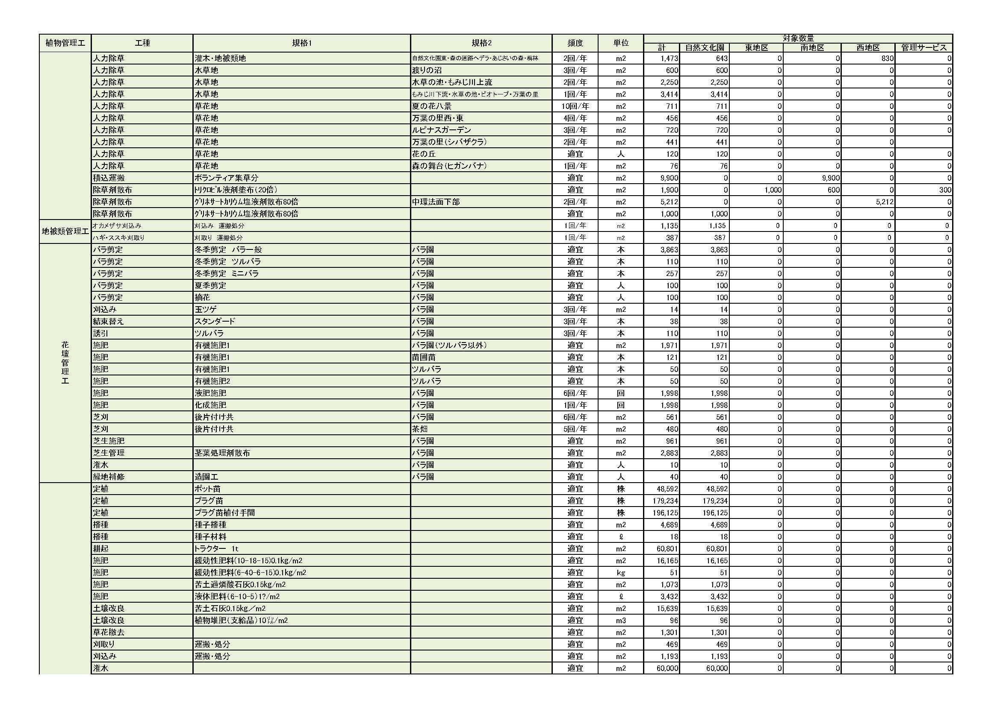 植物管理工 工種 規格1 規格2 頻度 単位 対象数量
計 自然文化園 東地区 南地区 西地区 管理サービス
人力除草 灌木・地被類地 自然文化園東・森の迷路ヘデラ・あじさいの森・梅林 2回/年 m2 1,473 643 0 0 830 0
人力除草 水草地 渡りの沼 3回/年 m2 600 600 0 0 0 0
人力除草 水草地 水草の池・もみじ川上流 2回/年 m2 2,250 2,250 0 0 0 0
人力除草 水草地 もみじ川下流・水草の池・ビオトープ・万葉の里 1回/年 m2 3,414 3,414 0 0 0 0
人力除草 草花地 夏の花八景 10回/年 m2 711 711 0 0 0 0
人力除草 草花地 万葉の里西・東 4回/年 m2 456 456 0 0 0 0
人力除草 草花地 ルピナスガーデン 3回/年 m2 720 720 0 0 0 0
人力除草 草花地 万葉の里(シバザクラ) 2回/年 m2 441 441 0 0 0
人力除草 草花地 花の丘 適宜 人 120 120 0 0 0 0
人力除草 草花地 森の舞台(ヒガンバナ) 1回/年 m2 76 76 0 0 0 0
積込運搬 ボランティア集草分 適宜 m2 9,900 0 0 9,900 0 0
除草剤散布 ﾄﾘｸﾛﾋﾟﾙ液剤塗布(20倍) 適宜 m2 1,900 0 1,000 600 0 300
除草剤散布 ｸﾞﾘﾎｻｰﾄｶﾘｳﾑ塩液剤散布80倍 中環法面下部 2回/年 m2 5,212 0 0 0 5,212 0
除草剤散布 ｸﾞﾘﾎｻｰﾄｶﾘｳﾑ塩液剤散布80倍 適宜 m2 1,000 1,000 0 0 0 0
地被類管理工 オカメザサ刈込み 刈込み 運搬処分 1回/年 m2 1,135 1,135 0 0 0 0
ハギ・ススキ刈取り 刈取り 運搬処分 1回/年 m2 387 387 0 0 0 0
花壇管理工 バラ剪定 冬季剪定 バラ一般 バラ園 適宜 本 3,863 3,863 0 0 0 0
バラ剪定 冬季剪定 ツルバラ バラ園 適宜 本 110 110 0 0 0 0
バラ剪定 冬季剪定 ミニバラ バラ園 適宜 本 257 257 0 0 0 0
バラ剪定 夏季剪定 バラ園 適宜 人 100 100 0 0 0 0
バラ剪定 摘花 バラ園 適宜 人 100 100 0 0 0 0
刈込み 玉ツゲ バラ園 3回/年 m2 14 14 0 0 0 0
結束替え スタンダード バラ園 3回/年 本 38 38 0 0 0 0
誘引 ツルバラ バラ園 3回/年 本 110 110 0 0 0 0
施肥 有機施肥1 バラ園(ツルバラ以外) 適宜 m2 1,971 1,971 0 0 0 0
施肥 有機施肥1 苗圃苗 適宜 本 121 121 0 0 0 0
施肥 有機施肥1 ツルバラ 適宜 本 50 50 0 0 0 0
施肥 有機施肥2 ツルバラ 適宜 本 50 50 0 0 0 0
施肥 液肥施肥 バラ園 6回/年 回 1,998 1,998 0 0 0 0
施肥 化成施肥 バラ園 1回/年 回 1,998 1,998 0 0 0 0
芝刈 後片付け共 バラ園 6回/年 m2 561 561 0 0 0 0
芝刈 後片付け共 茶畑 5回/年 m2 480 480 0 0 0 0
芝生施肥 バラ園 適宜 m2 961 961 0 0 0 0
芝生管理 茎葉処理剤散布 バラ園 適宜 m2 2,883 2,883 0 0 0 0
潅水 バラ園 適宜 人 10 10 0 0 0 0
緑地補修 造園工 バラ園 適宜 人 40 40 0 0 0 0
定植 ポット苗 適宜 株 48,592 48,592 0 0 0 0
定植 プラグ苗 適宜 株 179,234 179,234 0 0 0 0
定植 プラグ苗植付手間 適宜 株 196,125 196,125 0 0 0 0
播種 種子播種 適宜 m2 4,689 4,689 0 0 0 0
播種 種子材料 適宜 ℓ 18 18 0 0 0 0
耕起 トラクター 1t 適宜 m2 60,801 60,801 0 0 0 0
施肥 緩効性肥料(10-18-15)0.1kg/m2 適宜 m2 16,165 16,165 0 0 0 0
施肥 緩効性肥料(6-40-6-15)0.1kg/m2 適宜 kg 51 51 0 0 0 0
施肥 苦土過燐酸石灰0.15kg/m2 適宜 m2 1,073 1,073 0 0 0 0
施肥 液体肥料(6-10-5)1?/m2 適宜 ℓ 3,432 3,432 0 0 0 0
土壌改良 苦土石灰0.15kg／m2 適宜 m2 15,639 15,639 0 0 0 0
土壌改良 植物堆肥(支給品)10㍑/m2 適宜 m3 96 96 0 0 0 0
草花撤去 適宜 m2 1,301 1,301 0 0 0 0
刈取り 運搬・処分 適宜 m2 469 469 0 0 0 0
刈込み 運搬・処分 適宜 m2 1,193 1,193 0 0 0 0
潅水 適宜 m2 60,000 60,000 0 0 0 0